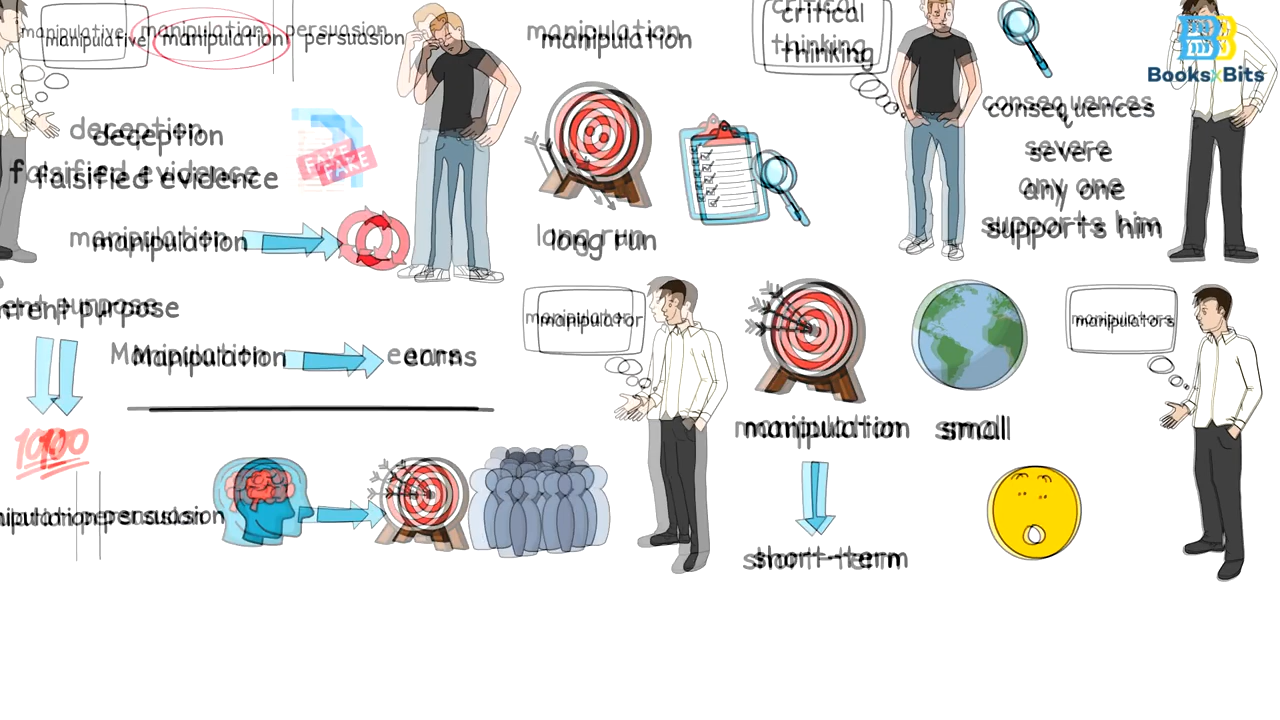 manipulative manipulation persuasion
manipulation
critical
thinking
BooksxBits
deception
falsified evidence
FAKE
manipulation
long run
consequences
severe
any one
supports him
purpose
Manipulation earns
100
persuasion
manipulator
manipulation
short-term
small
manipulators